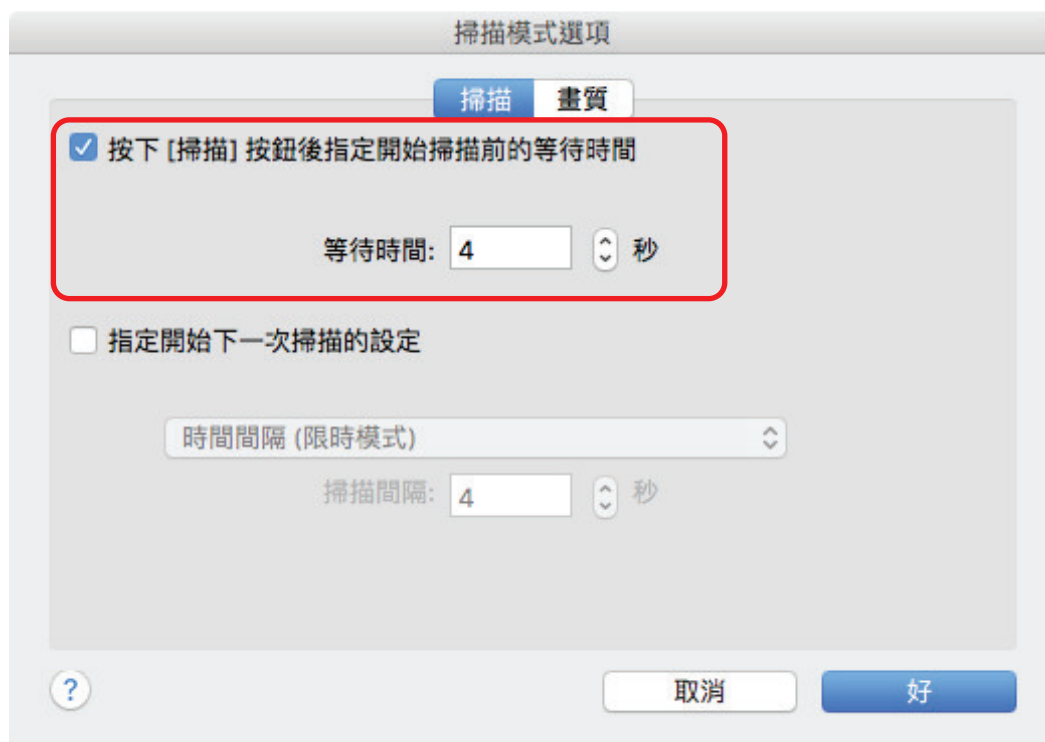 掃描模式選項
掃描 畫質
按下 [掃描] 按鈕後指定開始掃描前的等待時間
等待時間: 4 秒
指定開始下一次掃描的設定
時間間隔 (限時模式)
掃描間隔: 4 秒
? 取消 好